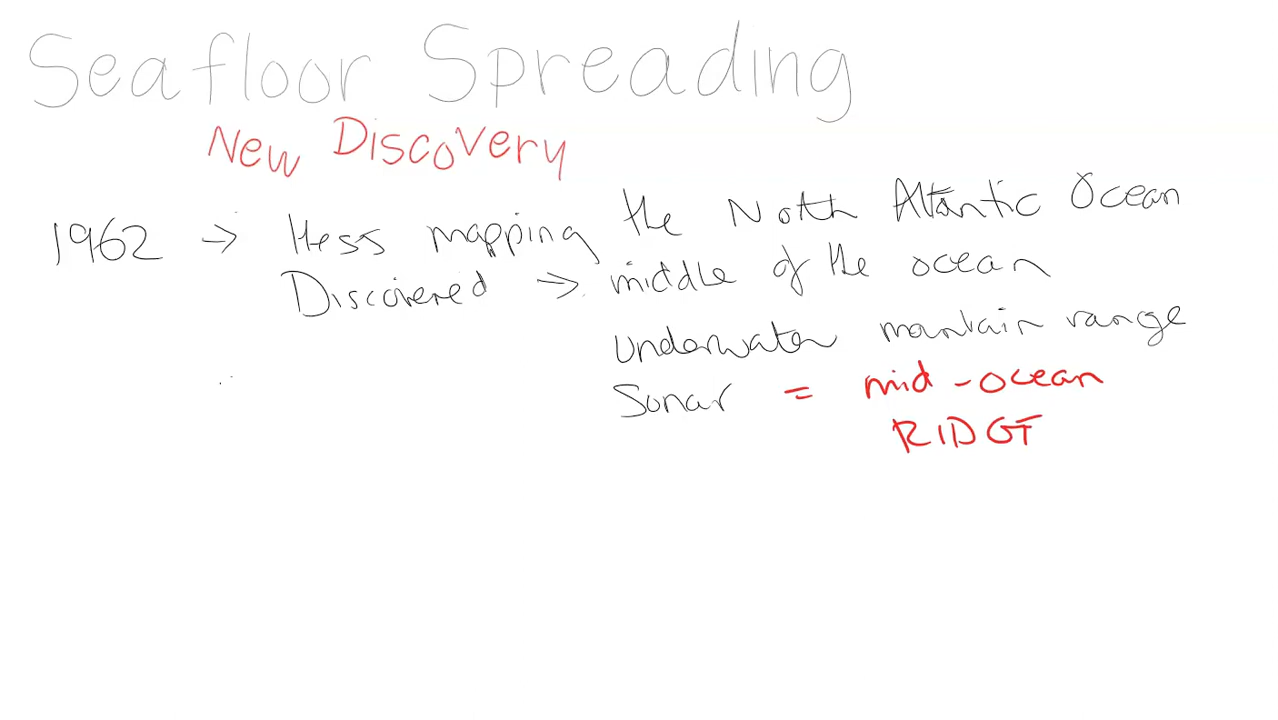 Seafloor Spreading
New Discovery
1962 → Hess mapping the North Atlantic Ocean
Discovered → middle of the ocean
underwater mountain range
Sonar = mid-ocean
RIDGE